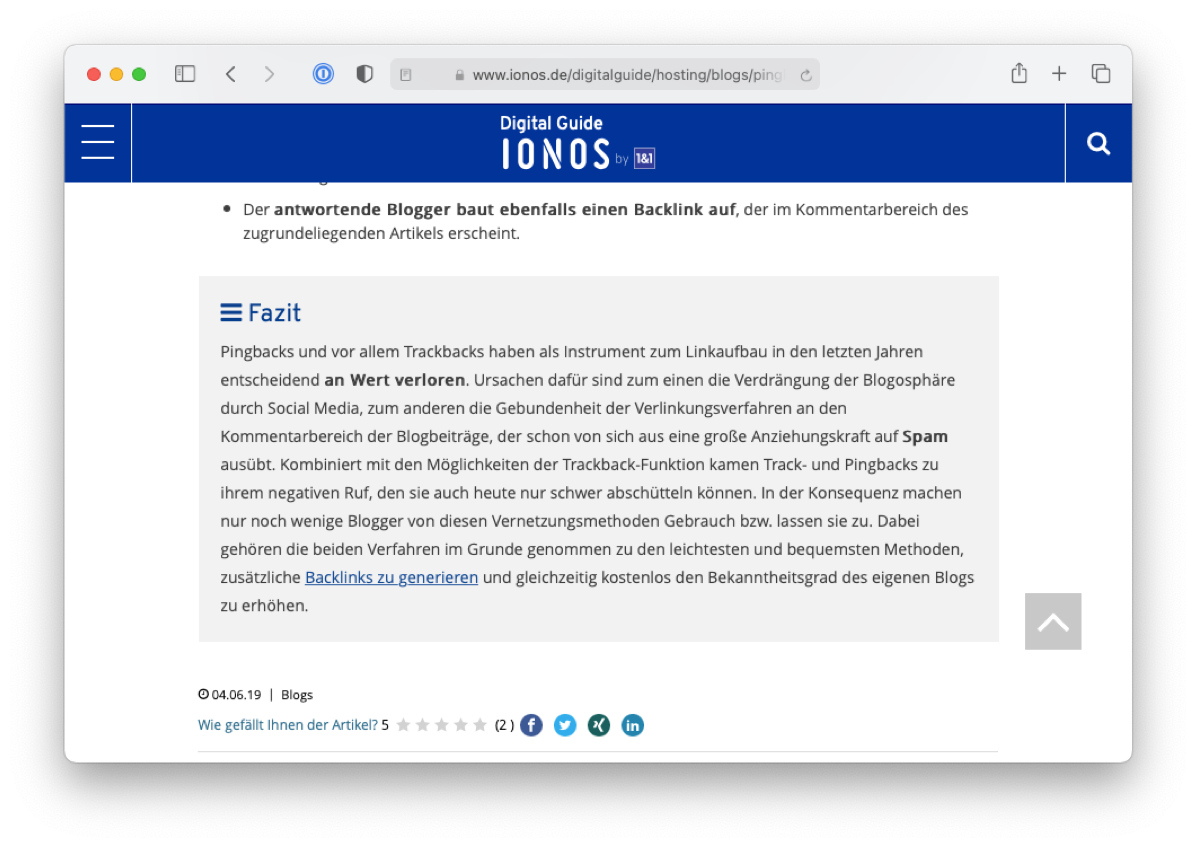 www.ionos.de/digitalguide/hosting/blogs/ping
Digital Guide
IONOS by 1&1
Der antwortende Blogger baut ebenfalls einen Backlink auf, der im Kommentarbereich des
zugrundeliegenden Artikels erscheint.
Fazit
Pingbacks und vor allem Trackbacks haben als Instrument zum Linkaufbau in den letzten Jahren
entscheidend an Wert verloren. Ursachen dafür sind zum einen die Verdrängung der Blogosphäre
durch Social Media, zum anderen die Gebundenheit der Verlinkungsverfahren an den
Kommentarbereich der Blogbeiträge, der schon von sich aus eine große Anziehungskraft auf Spam
ausübt. Kombiniert mit den Möglichkeiten der Trackback-Funktion kamen Track- und Pingbacks zu
ihrem negativen Ruf, den sie auch heute nur schwer abschütteln können. In der Konsequenz machen
nur noch wenige Blogger von diesen Vernetzungsmethoden Gebrauch bzw. lassen sie zu. Dabei
gehören die beiden Verfahren im Grunde genommen zu den leichtesten und bequemsten Methoden,
zusätzliche Backlinks zu generieren und gleichzeitig kostenlos den Bekanntheitsgrad des eigenen Blogs
zu erhöhen.
04.06.19 | Blogs
Wie gefällt Ihnen der Artikel? 5 (2 )